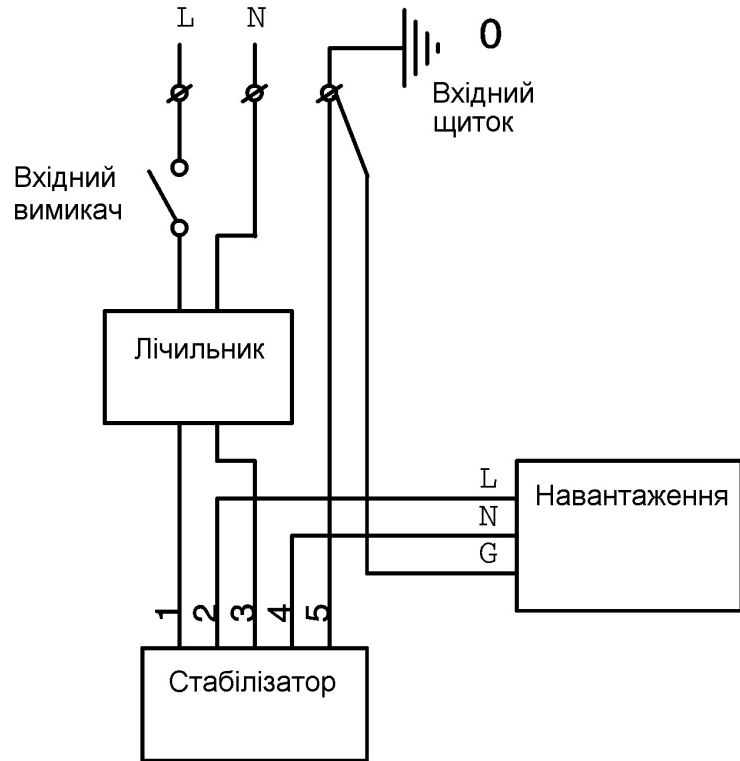 L N
0
Вхідний
щиток
Вхідний
вимикач
Лічильник
L
N
G
Навантаження
1 2 3 4 5
Стабілізатор